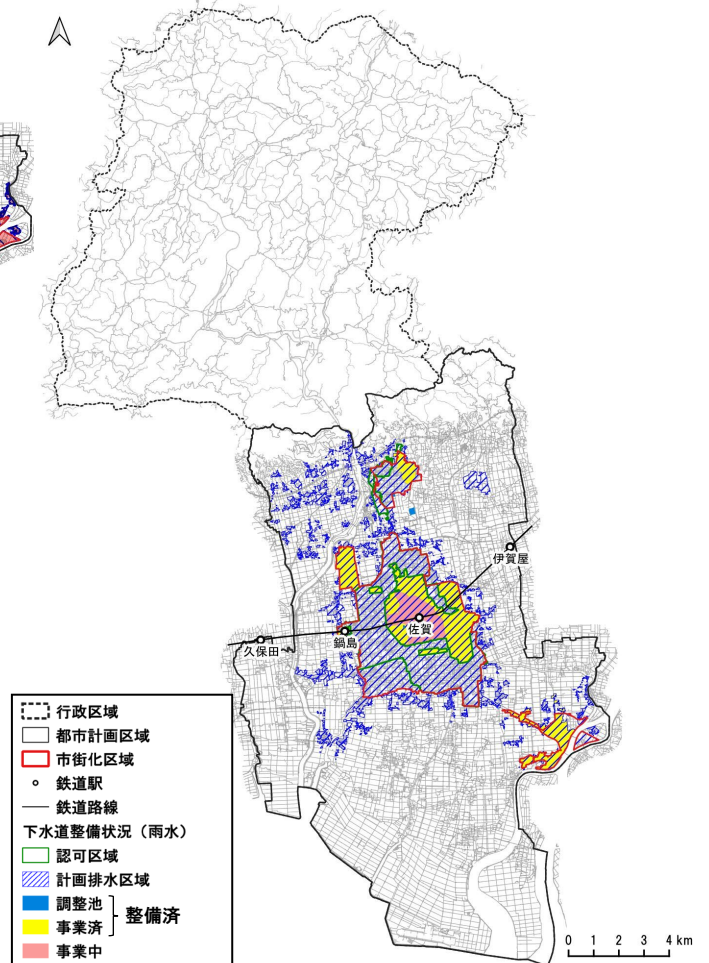 伊賀屋
佐賀
鍋島
久保田
行政区域
都市計画区域
市街化区域
鉄道駅
鉄道路線
下水道整備状況（雨水）
認可区域
計画排水区域
調整池
事業済
整備済
事業中
0 1 2 3 4 km